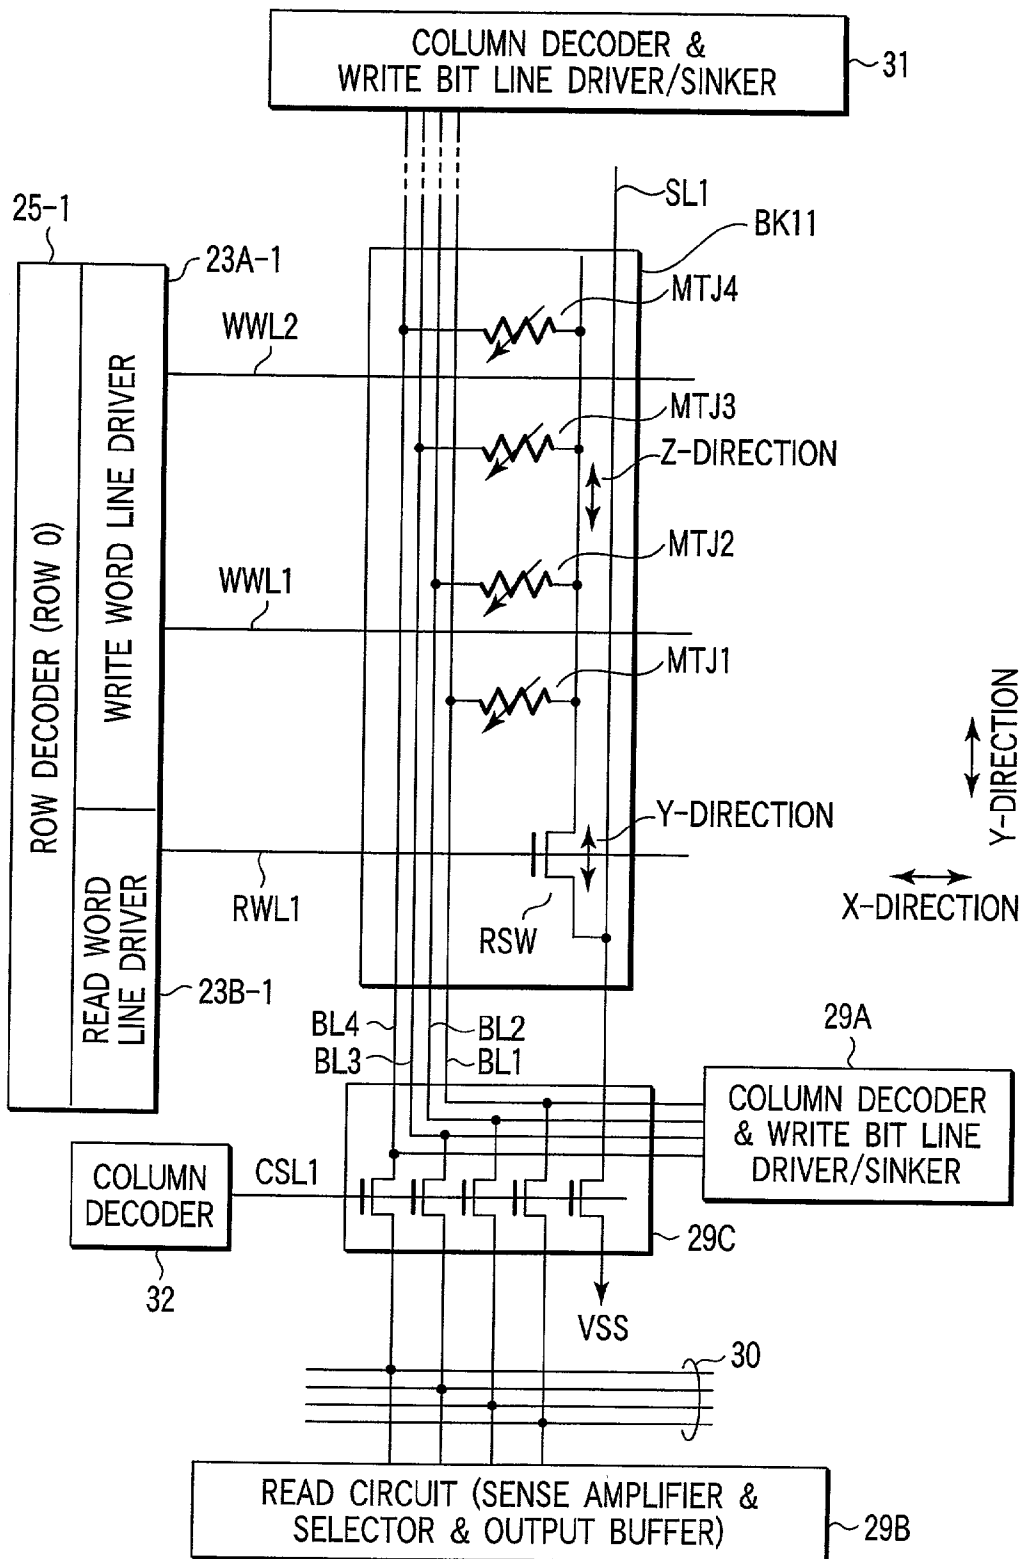 COLUMN DECODER &
WRITE BIT LINE DRIVER/SINKER
31
SL1
25-1
BK11
23A-1
MTJ4
WWL2
MTJ3
Z-DIRECTION
ROW DECODER (ROW 0)
WRITE WORD LINE DRIVER
MTJ2
WWL1
MTJ1
Y-DIRECTION
Y-DIRECTION
X-DIRECTION
RWL1
RSW
READ WORD
LINE DRIVER
23B-1
BL4
BL2
BL3
BL1
29A
COLUMN DECODER
& WRITE BIT LINE
DRIVER/SINKER
COLUMN
DECODER
CSL1
29C
32
VSS
30
READ CIRCUIT (SENSE AMPLIFIER &
SELECTOR & OUTPUT BUFFER)
29B